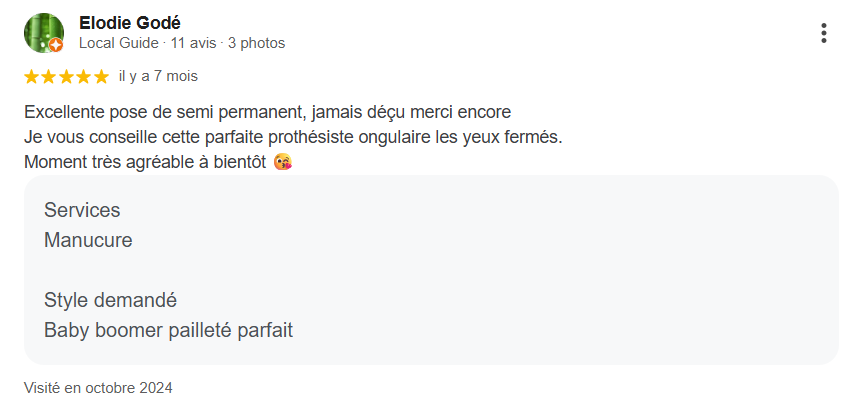 Elodie Godé
Local Guide · 11 avis · 3 photos
il y a 7 mois
Excellente pose de semi permanent, jamais déçu merci encore
Je vous conseille cette parfaite prothésiste ongulaire les yeux fermés.
Moment très agréable à bientôt 😘
Services
Manucure
Style demandé
Baby boomer pailleté parfait
Visité en octobre 2024